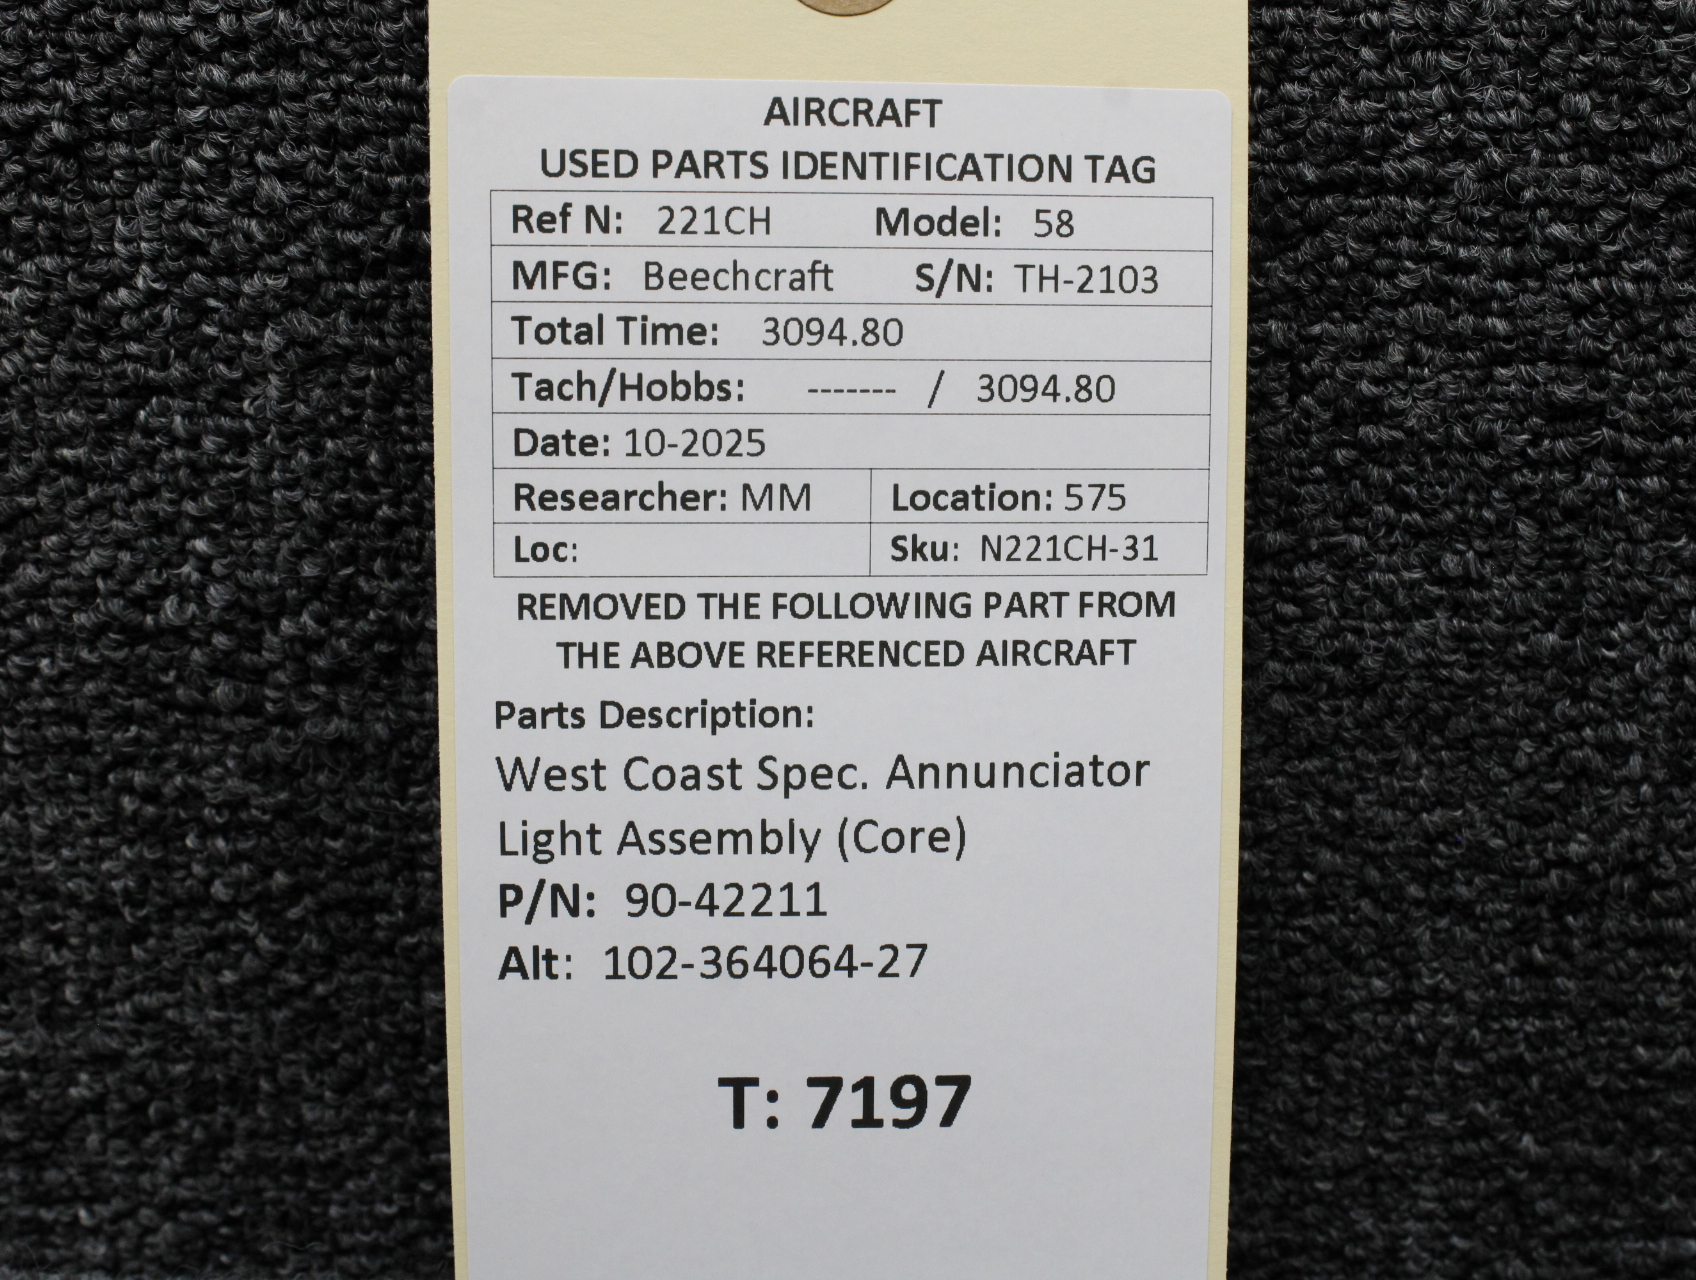 AIRCRAFT
USED PARTS IDENTIFICATION TAG
Ref N: 221CH Model: 58
MFG: Beechcraft S/N: TH-2103
Total Time: 3094.80
Tach/Hobbs: ------- / 3094.80
Date: 10-2025
Researcher: MM Location: 575
Loc: Sku: N221CH-31
REMOVED THE FOLLOWING PART FROM
THE ABOVE REFERENCED AIRCRAFT
Parts Description:
West Coast Spec. Annunciator
Light Assembly (Core)
P/N: 90-42211
Alt: 102-364064-27
T: 7197